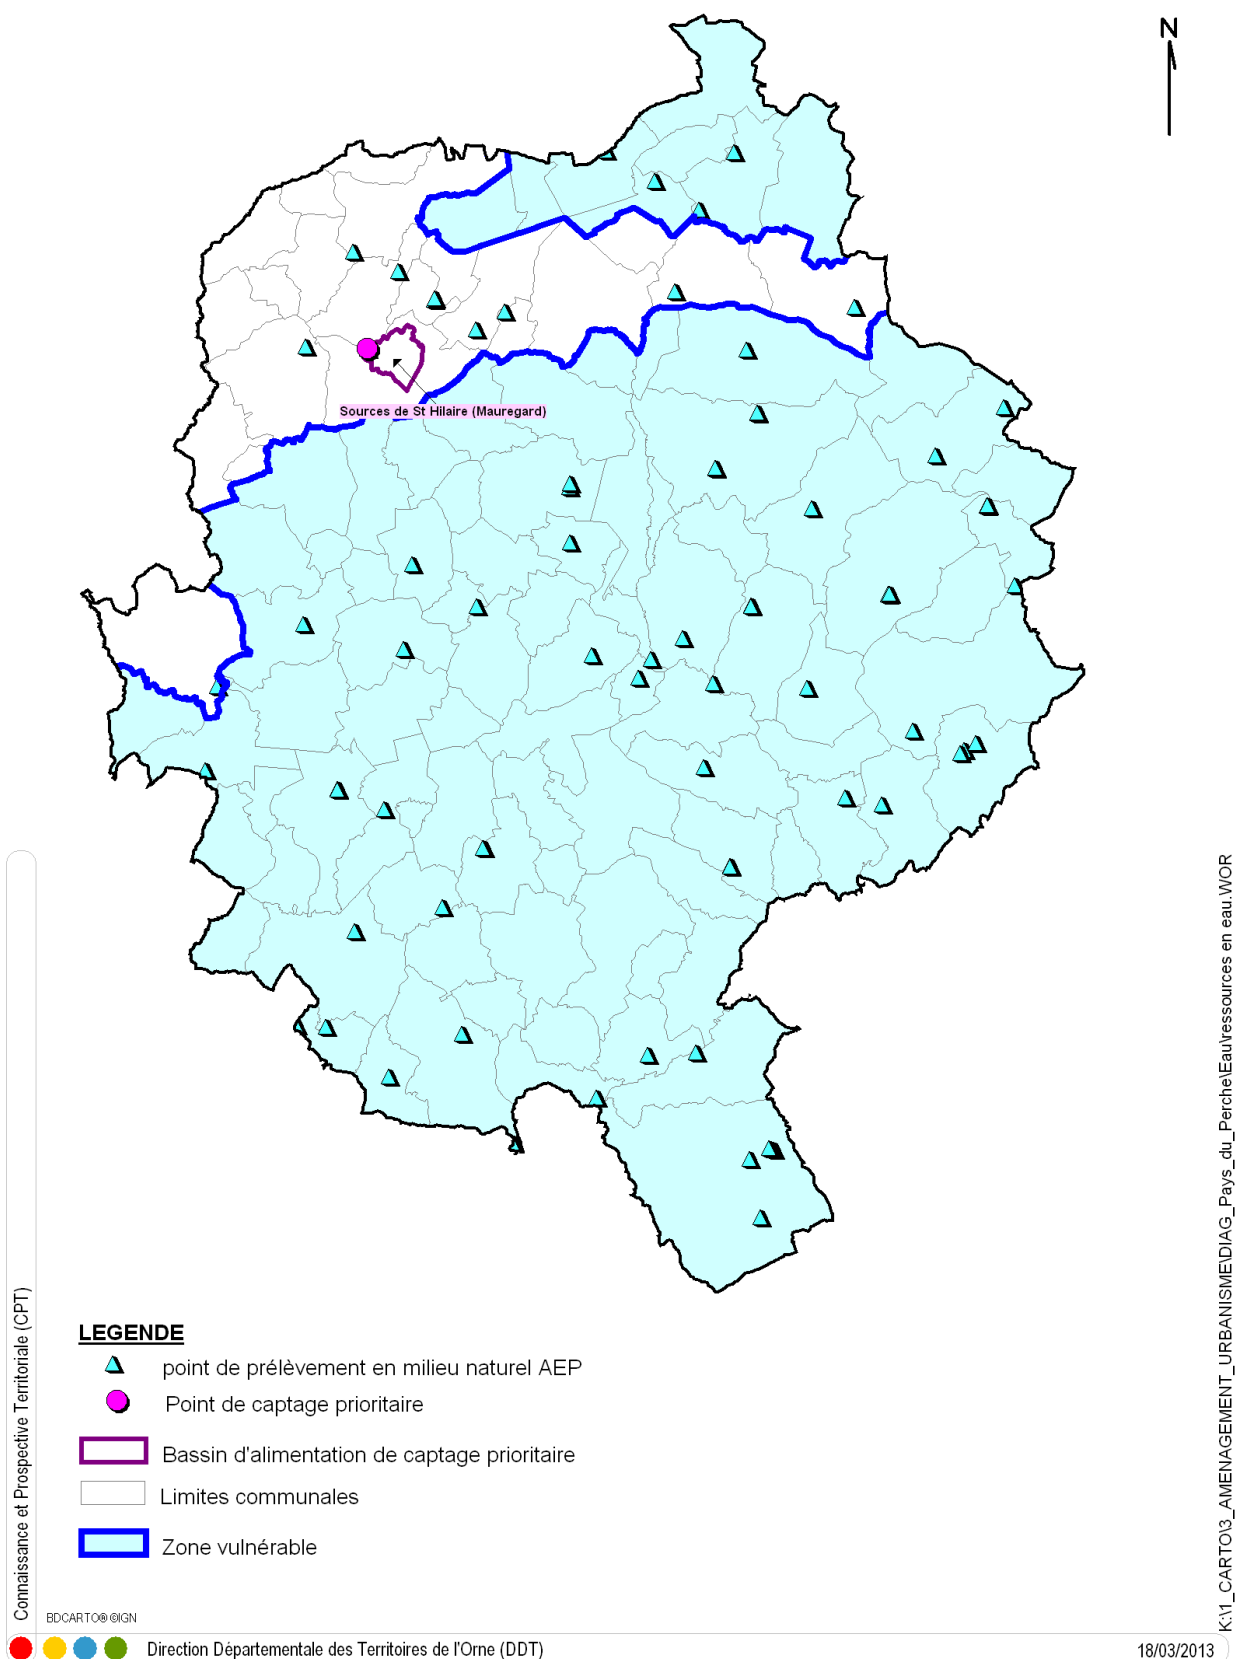 N
Sources de St Hilaire (Mauregard)
LEGENDE
point de prélèvement en milieu naturel AEP
Point de captage prioritaire
Bassin d'alimentation de captage prioritaire
Limites communales
Zone vulnérable
Connaissance et Prospective Territoriale (CPT)
K:\1_CARTO\3_AMENAGEMENT_URBANISME\DIAG_Pays_du_Perche\Eau\ressources en eau.WOR
BDCARTO® ©IGN
Direction Départementale des Territoires de l'Orne (DDT)
18/03/2013